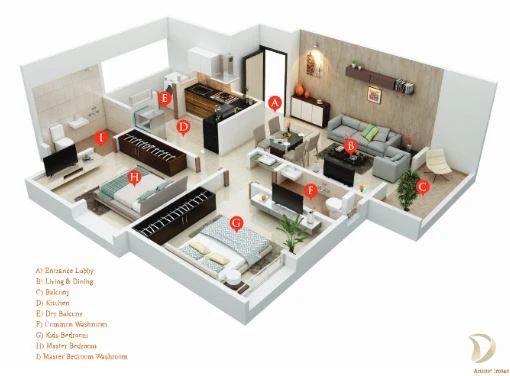 A
E
D
I
B
H
F
C
G
A) Entrance Lobby
B) Living & Dining
C) Balcony
D) Kitchen
E) Dry Balcony
F) Common Washroom
G) Kids Bedroom
H) Master Bedroom
I) Master Bedroom Washroom